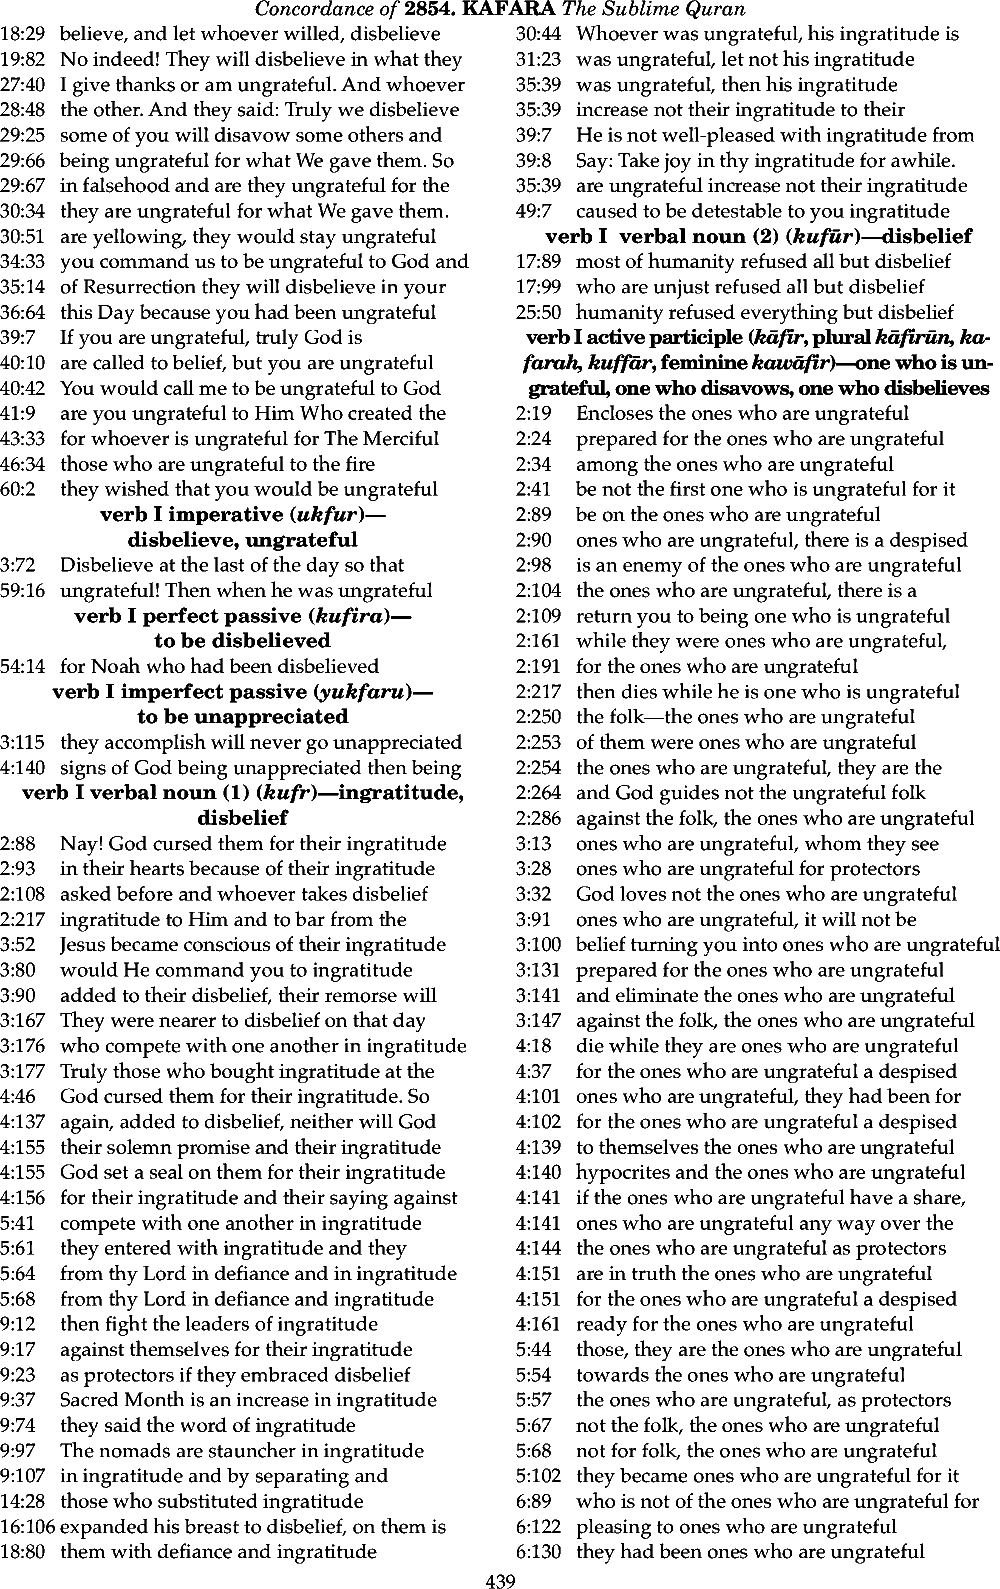 Concordance of 2854. KAFARA The Sublime Quran
18:29 believe, and let whoever willed, disbelieve
19:82 No indeed! They will disbelieve in what they
27:40 I give thanks or am ungrateful. And whoever
28:48 the other. And they said: Truly we disbelieve
29:25 some of you will disavow some others and
29:66 being ungrateful for what We gave them. So
29:67 in falsehood and are they ungrateful for the
30:34 they are ungrateful for what We gave them.
30:51 are yellowing, they would stay ungrateful
34:33 you command us to be ungrateful to God and
35:14 of Resurrection they will disbelieve in your
36:64 this Day because you had been ungrateful
39:7 If you are ungrateful, truly God is
40:10 are called to belief, but you are ungrateful
40:42 You would call me to be ungrateful to God
41:9 are you ungrateful to Him Who created the
43:33 for whoever is ungrateful for The Merciful
46:34 those who are ungrateful to the fire
60:2 they wished that you would be ungrateful
verb I imperative (ukfur)—
disbelieve, ungrateful
3:72 Disbelieve at the last of the day so that
59:16 ungrateful! Then when he was ungrateful
verb I perfect passive (kufira)—
to be disbelieved
54:14 for Noah who had been disbelieved
verb I imperfect passive (yukfaru)—
to be unappreciated
3:115 they accomplish will never go unappreciated
4:140 signs of God being unappreciated then being
verb I verbal noun (1) (kufr)—ingratitude,
disbelief
2:88 Nay! God cursed them for their ingratitude
2:93 in their hearts because of their ingratitude
2:108 asked before and whoever takes disbelief
2:217 ingratitude to Him and to bar from the
3:52 Jesus became conscious of their ingratitude
3:80 would He command you to ingratitude
3:90 added to their disbelief, their remorse will
3:167 They were nearer to disbelief on that day
3:176 who compete with one another in ingratitude
3:177 Truly those who bought ingratitude at the
4:46 God cursed them for their ingratitude. So
4:137 again, added to disbelief, neither will God
4:155 their solemn promise and their ingratitude
4:155 God set a seal on them for their ingratitude
4:156 for their ingratitude and their saying against
5:41 compete with one another in ingratitude
5:61 they entered with ingratitude and they
5:64 from thy Lord in defiance and in ingratitude
5:68 from thy Lord in defiance and ingratitude
9:12 then fight the leaders of ingratitude
9:17 against themselves for their ingratitude
9:23 as protectors if they embraced disbelief
9:37 Sacred Month is an increase in ingratitude
9:74 they said the word of ingratitude
9:97 The nomads are stauncher in ingratitude
9:107 in ingratitude and by separating and
14:28 those who substituted ingratitude
16:106 expanded his breast to disbelief, on them is
18:80 them with defiance and ingratitude
30:44 Whoever was ungrateful, his ingratitude is
31:23 was ungrateful, let not his ingratitude
35:39 was ungrateful, then his ingratitude
35:39 increase not their ingratitude to their
39:7 He is not well-pleased with ingratitude from
39:8 Say: Take joy in thy ingratitude for awhile.
35:39 are ungrateful increase not their ingratitude
49:7 caused to be detestable to you ingratitude
verb I verbal noun (2) (kufūr)—disbelief
17:89 most of humanity refused all but disbelief
17:99 who are unjust refused all but disbelief
25:50 humanity refused everything but disbelief
verb I active participle (kāfir, plural kāfirūn, ka-
farah, kuffār, feminine kawāfir)—one who is un-
grateful, one who disavows, one who disbelieves
2:19 Encloses the ones who are ungrateful
2:24 prepared for the ones who are ungrateful
2:34 among the ones who are ungrateful
2:41 be not the first one who is ungrateful for it
2:89 be on the ones who are ungrateful
2:90 ones who are ungrateful, there is a despised
2:98 is an enemy of the ones who are ungrateful
2:104 the ones who are ungrateful, there is a
2:109 return you to being one who is ungrateful
2:161 while they were ones who are ungrateful,
2:191 for the ones who are ungrateful
2:217 then dies while he is one who is ungrateful
2:250 the folk—the ones who are ungrateful
2:253 of them were ones who are ungrateful
2:254 the ones who are ungrateful, they are the
2:264 and God guides not the ungrateful folk
2:286 against the folk, the ones who are ungrateful
3:13 ones who are ungrateful, whom they see
3:28 ones who are ungrateful for protectors
3:32 God loves not the ones who are ungrateful
3:91 ones who are ungrateful, it will not be
3:100 belief turning you into ones who are ungrateful
3:131 prepared for the ones who are ungrateful
3:141 and eliminate the ones who are ungrateful
3:147 against the folk, the ones who are ungrateful
4:18 die while they are ones who are ungrateful
4:37 for the ones who are ungrateful a despised
4:101 ones who are ungrateful, they had been for
4:102 for the ones who are ungrateful a despised
4:139 to themselves the ones who are ungrateful
4:140 hypocrites and the ones who are ungrateful
4:141 if the ones who are ungrateful have a share,
4:141 ones who are ungrateful any way over the
4:144 the ones who are ungrateful as protectors
4:151 are in truth the ones who are ungrateful
4:151 for the ones who are ungrateful a despised
4:161 ready for the ones who are ungrateful
5:44 those, they are the ones who are ungrateful
5:54 towards the ones who are ungrateful
5:57 the ones who are ungrateful, as protectors
5:67 not the folk, the ones who are ungrateful
5:68 not for folk, the ones who are ungrateful
5:102 they became ones who are ungrateful for it
6:89 who is not of the ones who are ungrateful for
6:122 pleasing to ones who are ungrateful
6:130 they had been ones who are ungrateful
439